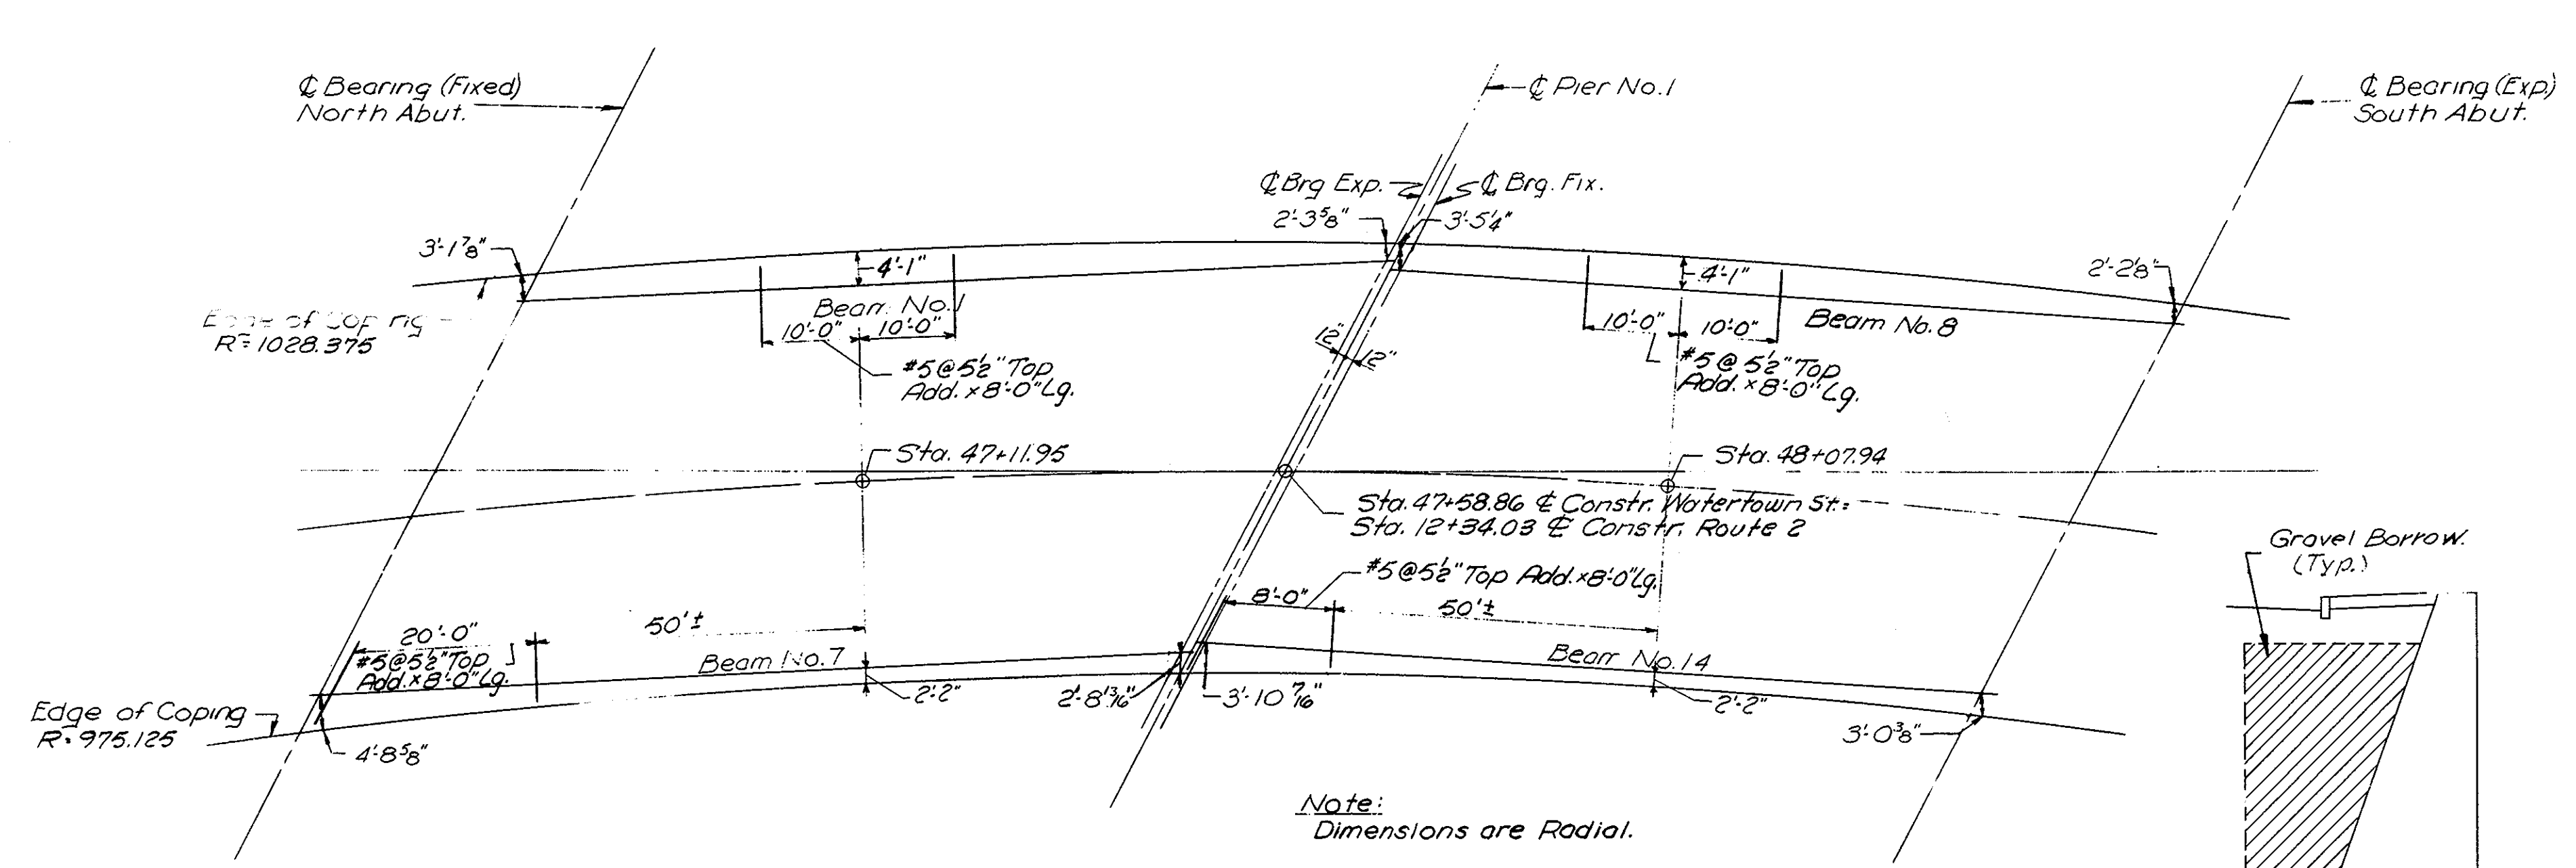 ℄ Bearing (Fixed)
North Abut.
℄ Pier No.1
℄ Bearing (Exp.)
South Abut.
℄ Brg Exp.
℄ Brg. Fix.
3'-1⅞"
2'-3⅝"
3'-5¼"
2'-2⅛"
4'-1"
4'-1"
Edge of Coping
R=1028.375
Beam No.1
10'-0" 10'-0"
#5@5½" Top
Add. x 8'-0" Lg.
12"
12"
10'-0" 10'-0"
Beam No. 8
#5 @ 5½" Top
Add. x 8'-0" Lg.
Sta. 47+11.95
Sta. 48+07.94
Sta. 47+58.86 ℄ Constr. Watertown St. =
Sta. 12+34.03 ℄ Constr. Route 2
Gravel Borrow.
(Typ.)
#5@5½" Top Add. x 8'-0" Lg.
8'-0"
50'±
50'±
20'-0"
#5@5½" Top
Add. x 8'-0" Lg.
Beam No. 7
Beam No. 14
2'-2"
2'-8 13/16"
3'-10 7/16"
2'-2"
3'-0⅜"
Edge of Coping
R=975.125
4'-8⅝"
Note:
Dimensions are Radial.